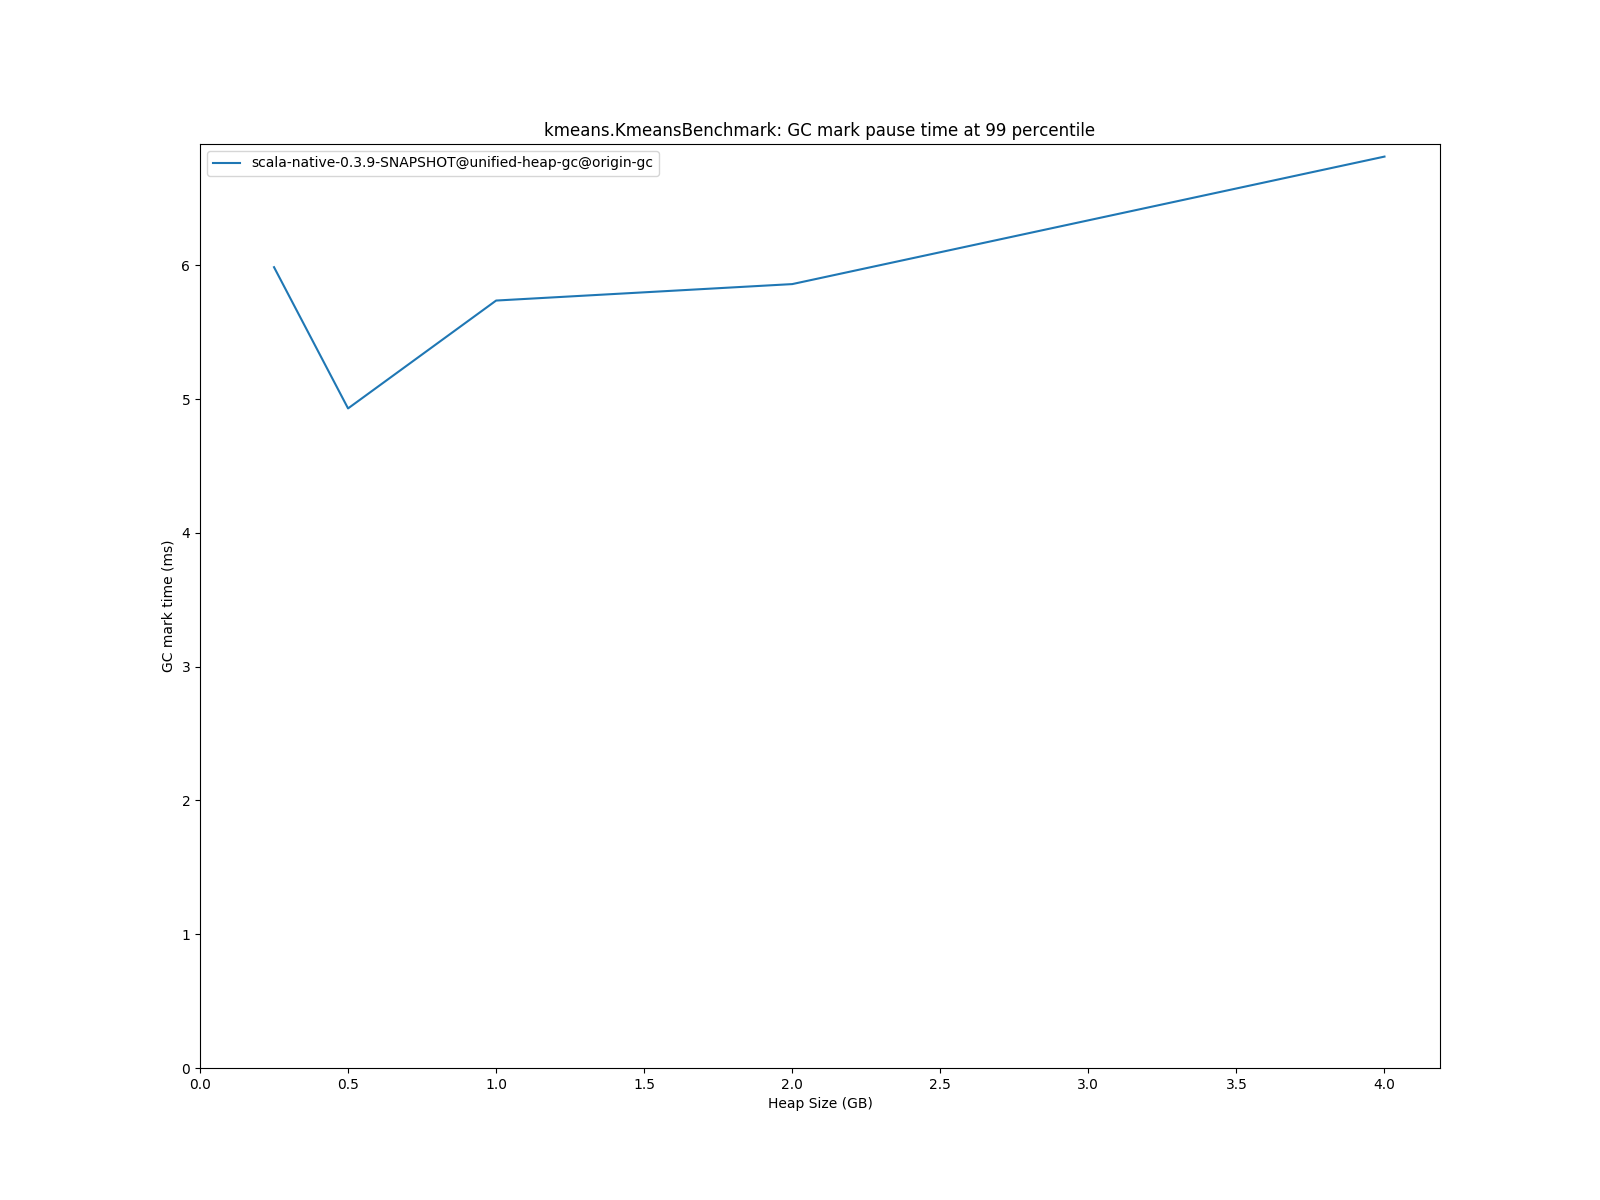 kmeans.KmeansBenchmark: GC mark pause time at 99 percentile
scala-native-0.3.9-SNAPSHOT@unified-heap-gc@origin-gc
6
5
4
3
2
1
0
GC mark time (ms)
0.0 0.5 1.0 1.5 2.0 2.5 3.0 3.5 4.0
Heap Size (GB)